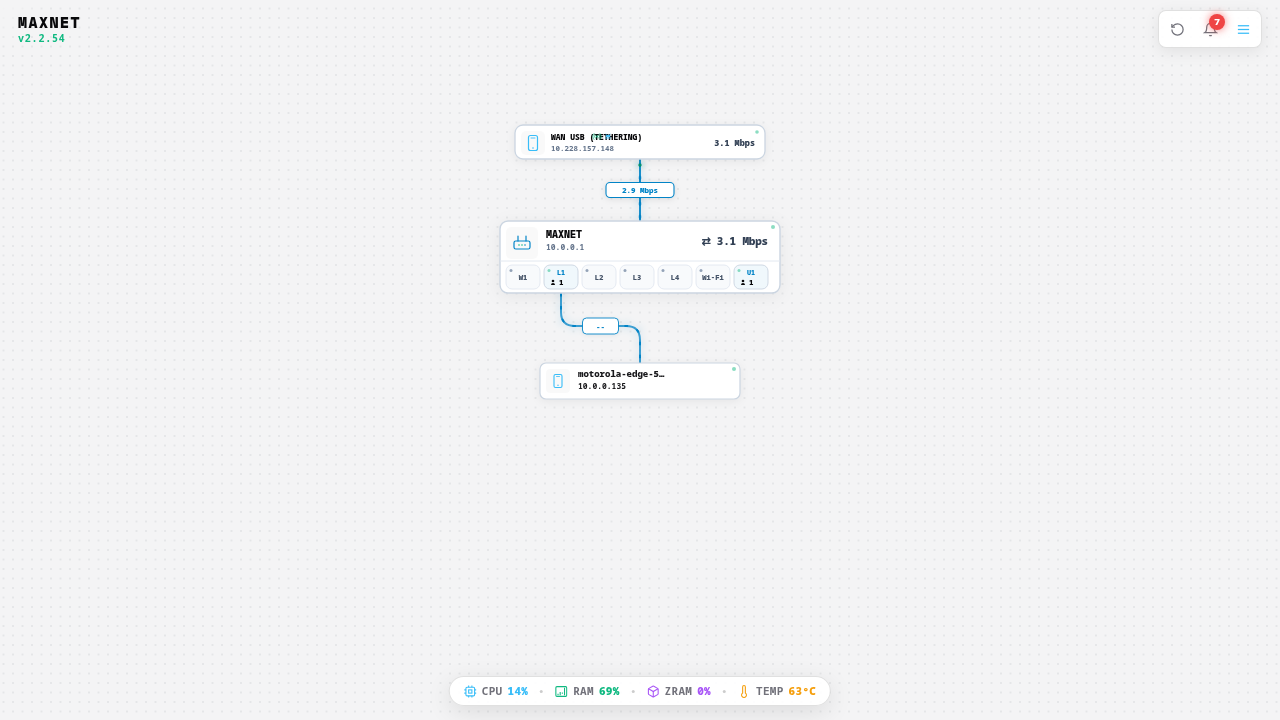 MAXNET
v2.2.54
7
WAN USB (TETHERING)
10.228.157.148
3.1 Mbps
2.9 Mbps
MAXNET
10.0.0.1
⇄ 3.1 Mbps
W1
L1
1
L2
L3
L4
Wi-Fi
U1
1
--
motorola-edge-5…
10.0.0.135
CPU 14% • RAM 69% • ZRAM 0% • TEMP 63°C